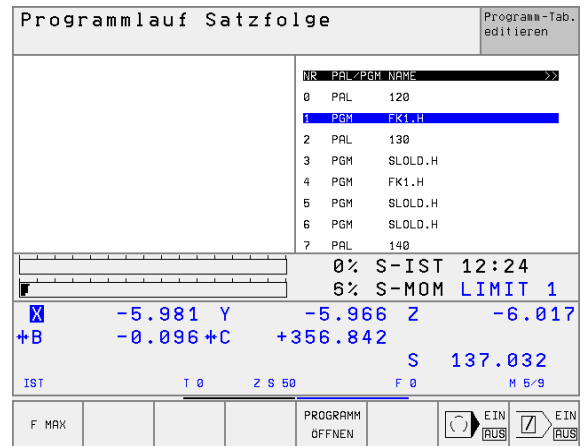 Programmlauf Satzfolge
Programm-Tab.
editieren
NR PAL/PGM NAME >>
0 PAL 120
1 PGM FK1.H
2 PAL 130
3 PGM SLOLD.H
4 PGM FK1.H
5 PGM SLOLD.H
6 PGM SLOLD.H
7 PAL 140
0% S-IST 12:24
6% S-MOM LIMIT 1
X -5.981 Y -5.966 Z -6.017
B -0.096 C +356.842
S 137.032
IST T 0 Z S 50 F 0 M 5/9
F MAX
PROGRAMM
ÖFFNEN
EIN
AUS
EIN
AUS